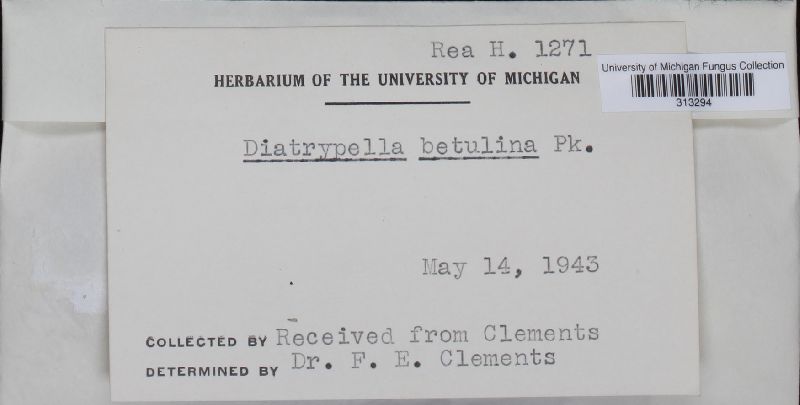 Rea H. 1271
HERBARIUM OF THE UNIVERSITY OF MICHIGAN
University of Michigan Fungus Collection
313294
Diatrypella betulina Pk.
May 14, 1943
COLLECTED BY Received from Clements
DETERMINED BY Dr. F. E. Clements